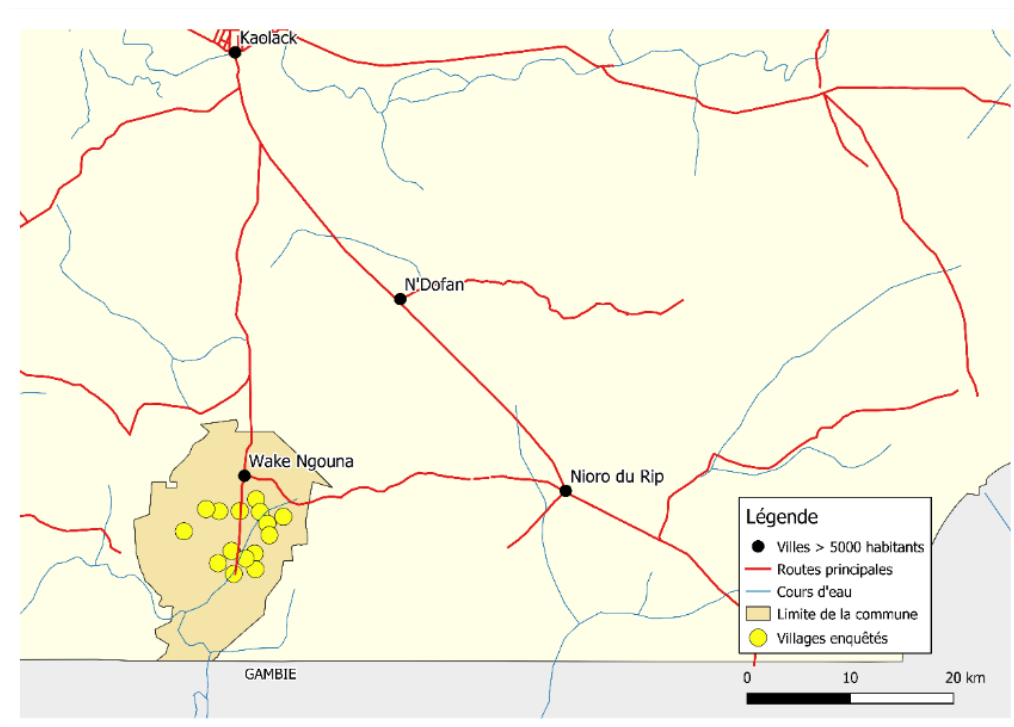 Kaolack
N'Dofan
Wake Ngouna
Nioro du Rip
GAMBIE
Légende
Villes > 5000 habitants
Routes principales
Cours d'eau
Limite de la commune
Villages enquêtés
0 10 20 km